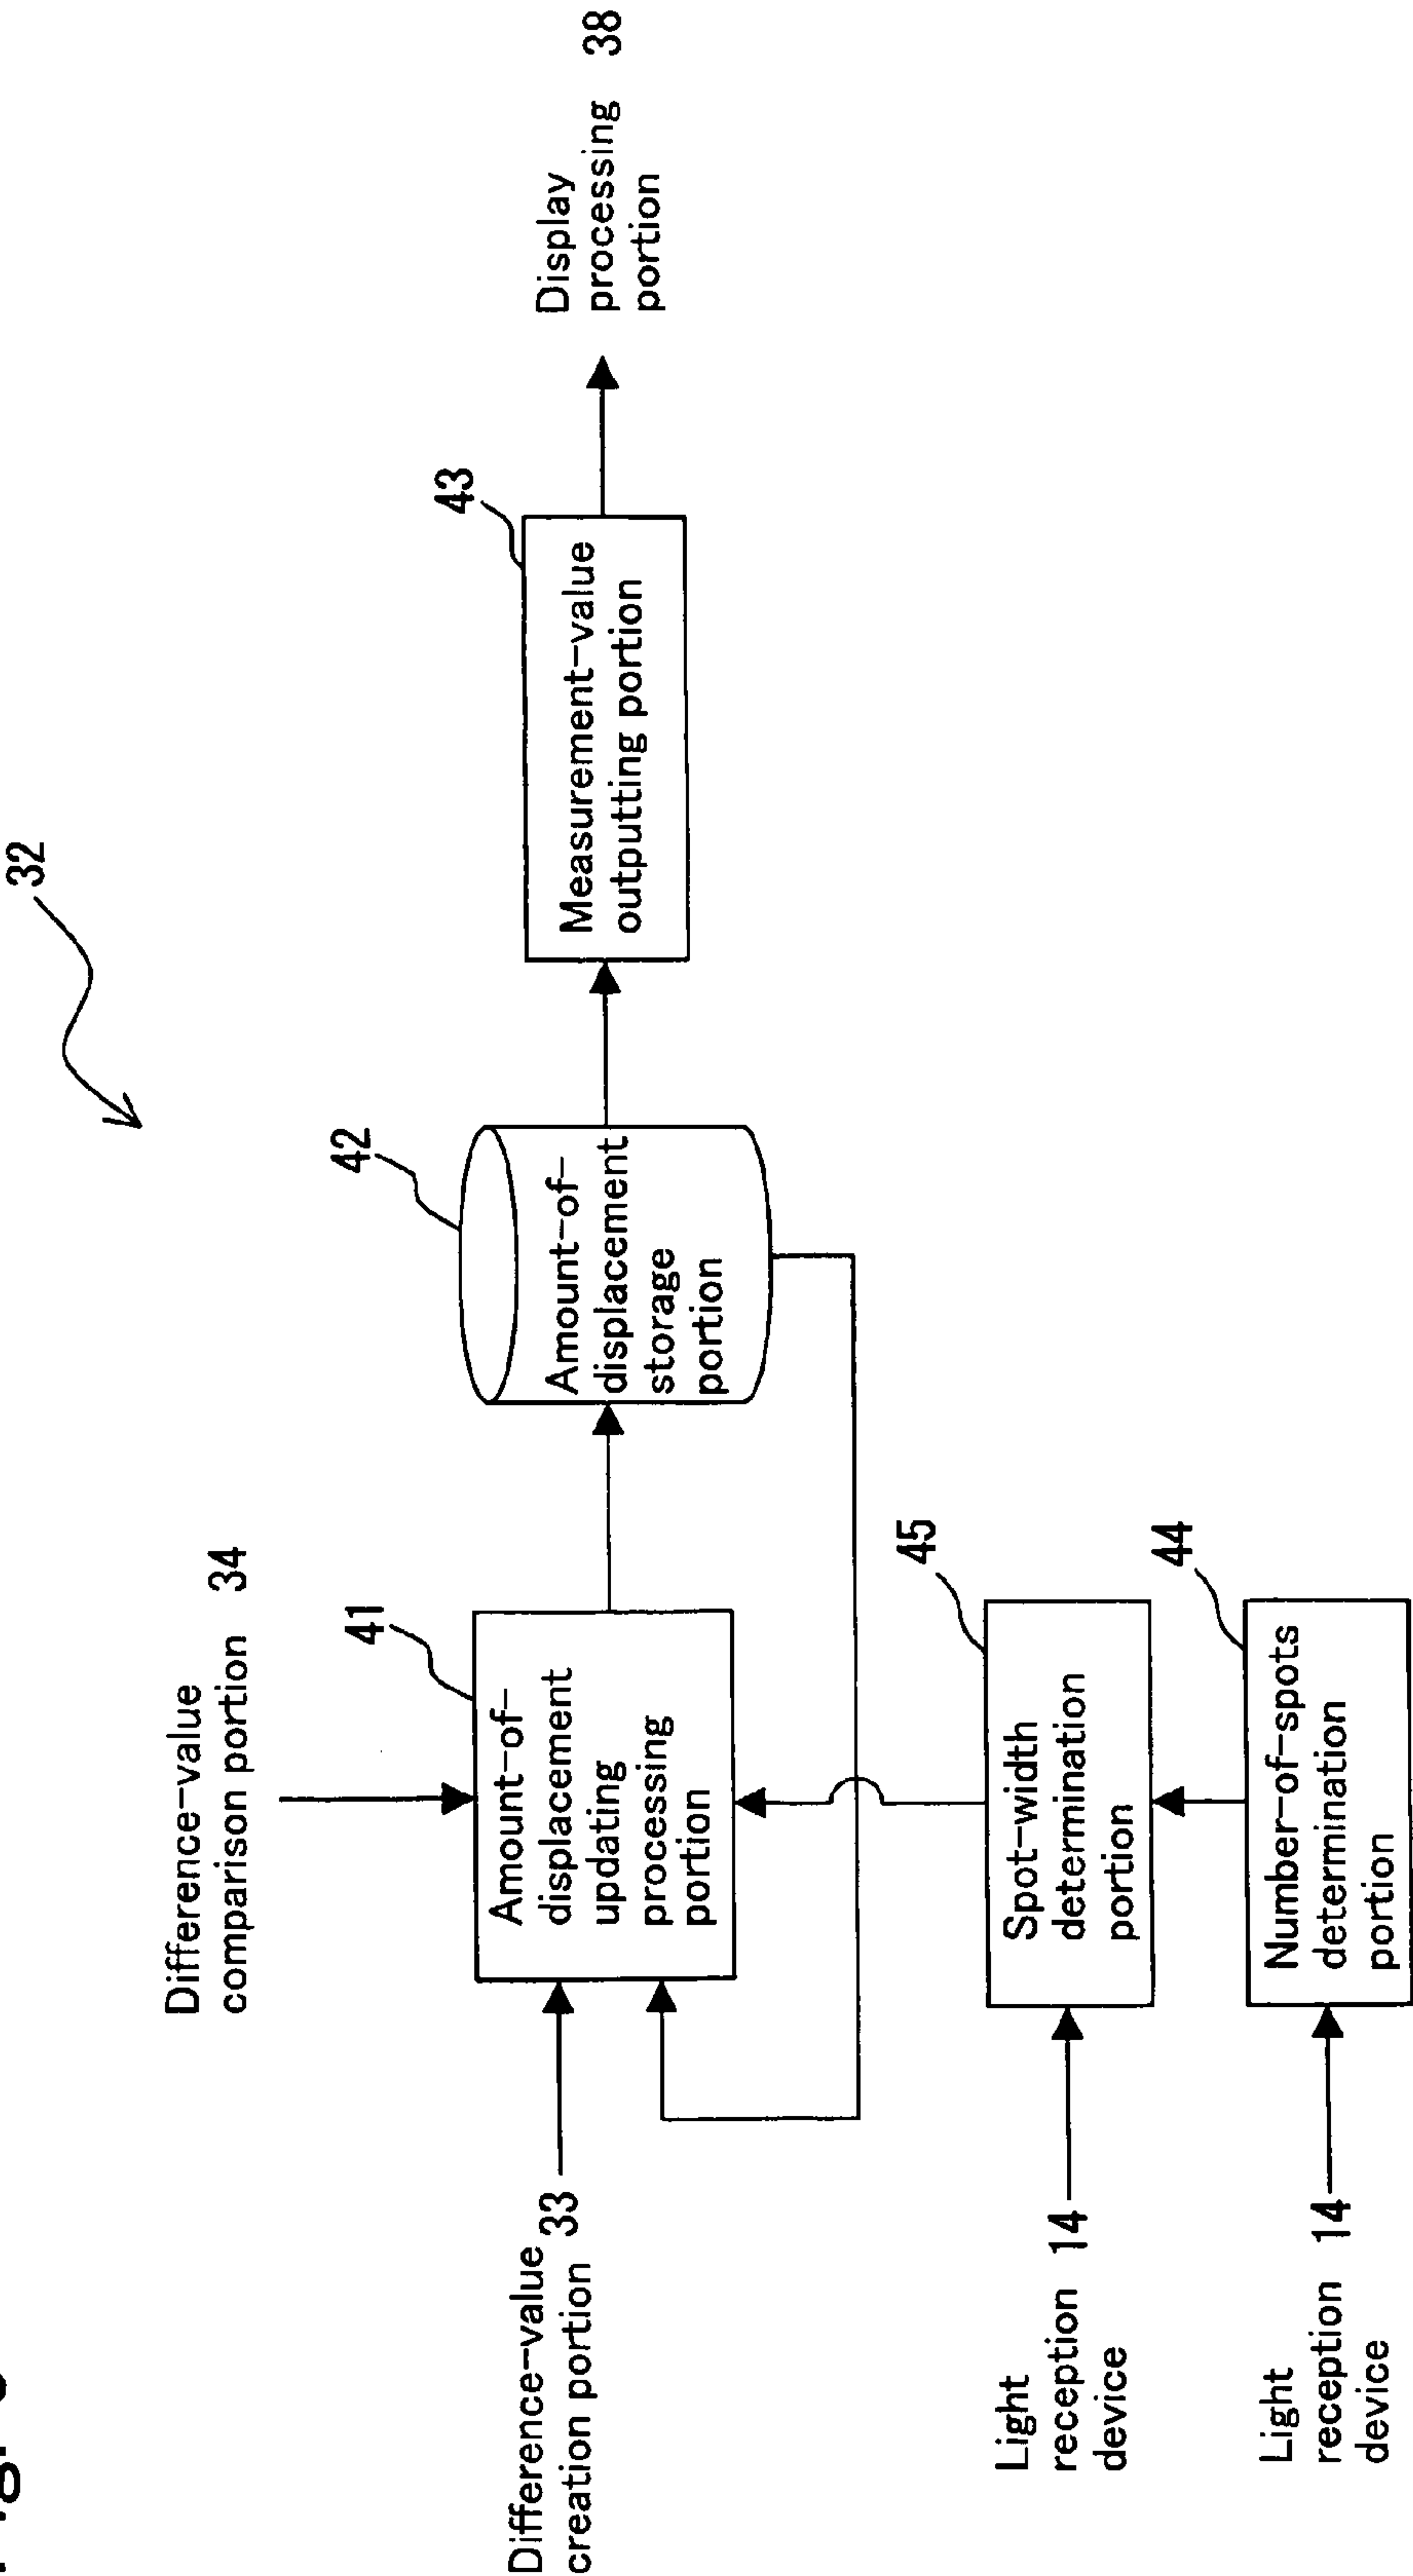 32
Difference-value
comparison portion 34
41
Amount-of-
displacement
updating
processing
portion
42
Amount-of-
displacement
storage
portion
43
Measurement-value
outputting portion
Display
processing 38
portion
Difference-value
creation portion 33
45
Spot-width
determination
portion
Light
reception 14
device
44
Number-of-spots
determination
portion
Light
reception 14
device